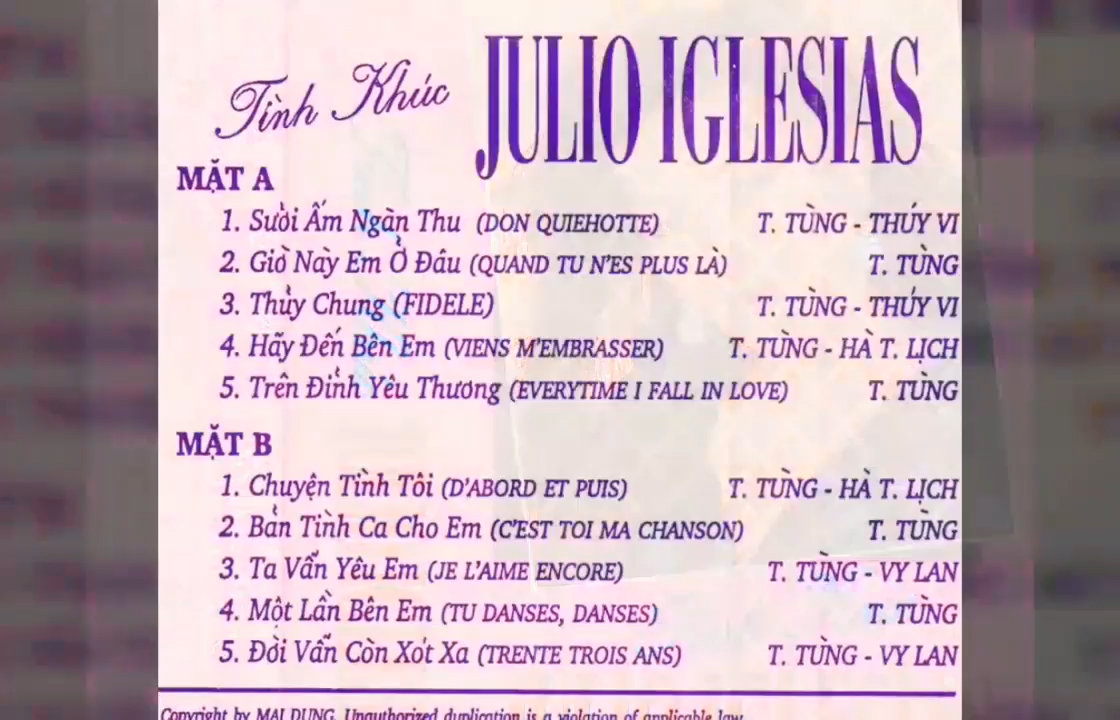 Tình Khúc JULIO IGLESIAS
MẶT A
1. Sưởi Ấm Ngàn Thu (DON QUIEHOTTE) T. TÙNG - THÚY VI
2. Giờ Này Em Ở Đâu (QUAND TU N'ES PLUS LÀ) T. TÙNG
3. Thủy Chung (FIDELE) T. TÙNG - THÚY VI
4. Hãy Đến Bên Em (VIENS M'EMBRASSER) T. TÙNG - HÀ T. LỊCH
5. Trên Đỉnh Yêu Thương (EVERYTIME I FALL IN LOVE) T. TÙNG
MẶT B
1. Chuyện Tình Tôi (D'ABORD ET PUIS) T. TÙNG - HÀ T. LỊCH
2. Bản Tình Ca Cho Em (C'EST TOI MA CHANSON) T. TÙNG
3. Ta Vẫn Yêu Em (JE L'AIME ENCORE) T. TÙNG - VY LAN
4. Một Lần Bên Em (TU DANSES, DANSES) T. TÙNG
5. Đời Vẫn Còn Xót Xa (TRENTE TROIS ANS) T. TÙNG - VY LAN
Copyright by MAI DUNG. Unauthorized duplication is a violation of applicable law